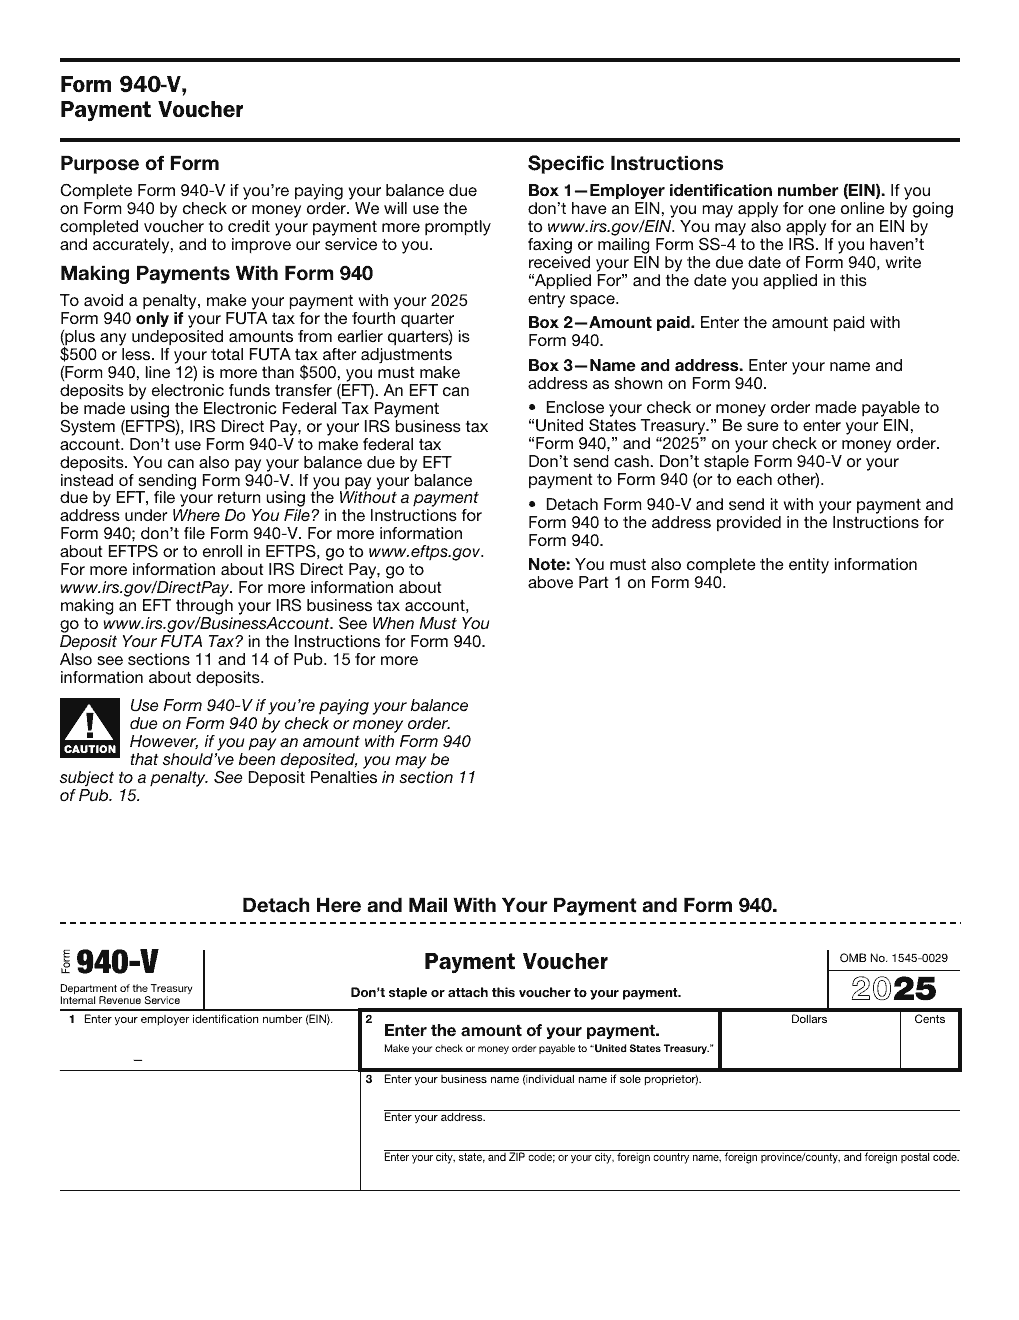 Form 940-V,
Payment Voucher
Purpose of Form
Complete Form 940-V if you're paying your balance due
on Form 940 by check or money order. We will use the
completed voucher to credit your payment more promptly
and accurately, and to improve our service to you.
Making Payments With Form 940
To avoid a penalty, make your payment with your 2025
Form 940 only if your FUTA tax for the fourth quarter
(plus any undeposited amounts from earlier quarters) is
$500 or less. If your total FUTA tax after adjustments
(Form 940, line 12) is more than $500, you must make
deposits by electronic funds transfer (EFT). An EFT can
be made using the Electronic Federal Tax Payment
System (EFTPS), IRS Direct Pay, or your IRS business tax
account. Don't use Form 940-V to make federal tax
deposits. You can also pay your balance due by EFT
instead of sending Form 940-V. If you pay your balance
due by EFT, file your return using the Without a payment
address under Where Do You File? in the Instructions for
Form 940; don't file Form 940-V. For more information
about EFTPS or to enroll in EFTPS, go to www.eftps.gov.
For more information about IRS Direct Pay, go to
www.irs.gov/DirectPay. For more information about
making an EFT through your IRS business tax account,
go to www.irs.gov/BusinessAccount. See When Must You
Deposit Your FUTA Tax? in the Instructions for Form 940.
Also see sections 11 and 14 of Pub. 15 for more
information about deposits.
CAUTION
Use Form 940-V if you're paying your balance
due on Form 940 by check or money order.
However, if you pay an amount with Form 940
that should've been deposited, you may be
subject to a penalty. See Deposit Penalties in section 11
of Pub. 15.
Specific Instructions
Box 1—Employer identification number (EIN). If you
don't have an EIN, you may apply for one online by going
to www.irs.gov/EIN. You may also apply for an EIN by
faxing or mailing Form SS-4 to the IRS. If you haven't
received your EIN by the due date of Form 940, write
“Applied For” and the date you applied in this
entry space.
Box 2—Amount paid. Enter the amount paid with
Form 940.
Box 3—Name and address. Enter your name and
address as shown on Form 940.
• Enclose your check or money order made payable to
“United States Treasury.” Be sure to enter your EIN,
“Form 940,” and “2025” on your check or money order.
Don't send cash. Don't staple Form 940-V or your
payment to Form 940 (or to each other).
• Detach Form 940-V and send it with your payment and
Form 940 to the address provided in the Instructions for
Form 940.
Note: You must also complete the entity information
above Part 1 on Form 940.
Detach Here and Mail With Your Payment and Form 940.
Form 940-V
Department of the Treasury
Internal Revenue Service
Payment Voucher
Don't staple or attach this voucher to your payment.
OMB No. 1545-0029
2025
1 Enter your employer identification number (EIN).
–
2 Enter the amount of your payment.
Make your check or money order payable to “United States Treasury.”
Dollars
Cents
3 Enter your business name (individual name if sole proprietor).
Enter your address.
Enter your city, state, and ZIP code; or your city, foreign country name, foreign province/county, and foreign postal code.